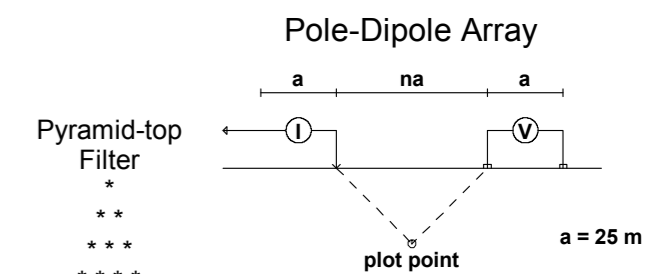 Pole-Dipole Array
a na a
Pyramid-top
Filter
I V
*
* *
* * *
* * * *
plot point
a = 25 m